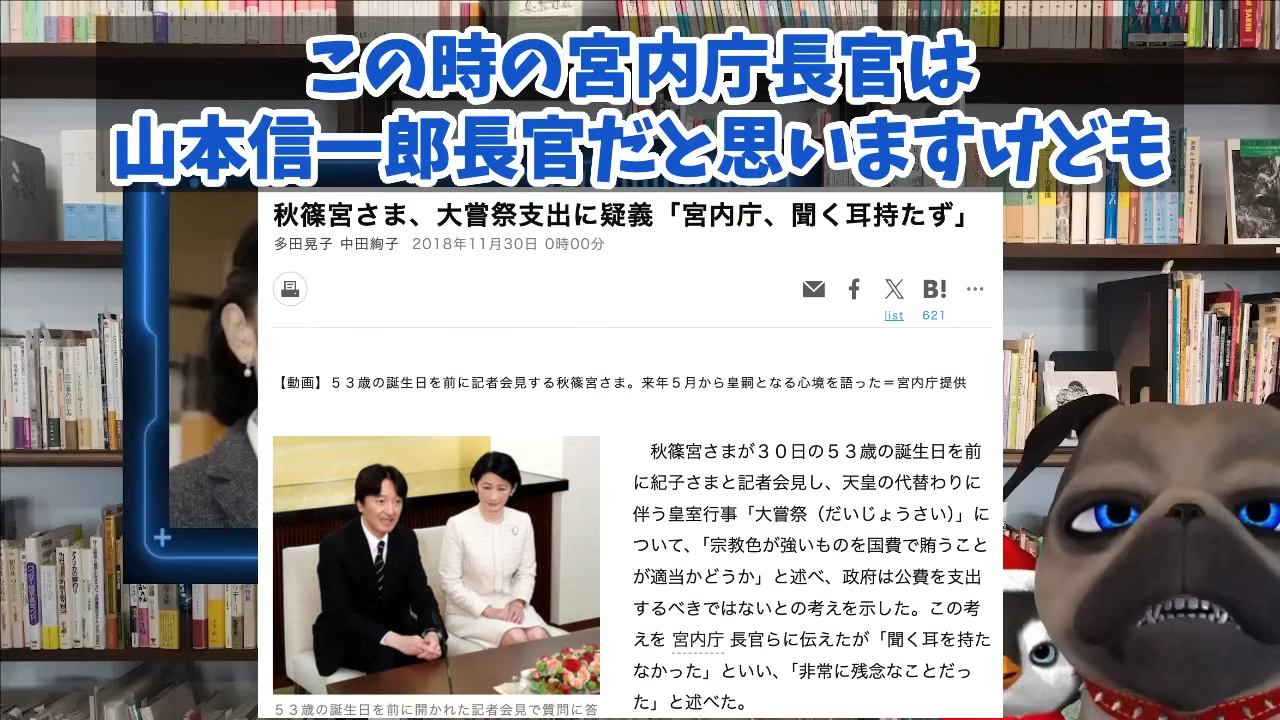 この時の宮内庁長官は
山本信一郎長官だと思いますけども
秋篠宮さま、大嘗祭支出に疑義「宮内庁、聞く耳持たず」
多田晃子 中田絢子 2018年11月30日 0時00分
B!
list 621
【動画】５３歳の誕生日を前に記者会見する秋篠宮さま。来年５月から皇嗣となる心境を語った＝宮内庁提供
秋篠宮さまが３０日の５３歳の誕生日を前
に紀子さまと記者会見し、天皇の代替わりに
伴う皇室行事「大嘗祭（だいじょうさい）」に
ついて、「宗教色が強いものを国費で賄うこと
が適当かどうか」と述べ、政府は公費を支出
するべきではないとの考えを示した。この考
えを 宮内庁 長官らに伝えたが「聞く耳を持た
なかった」といい、「非常に残念なことだっ
た」と述べた。
５３歳の誕生日を前に開かれた記者会見で質問に答